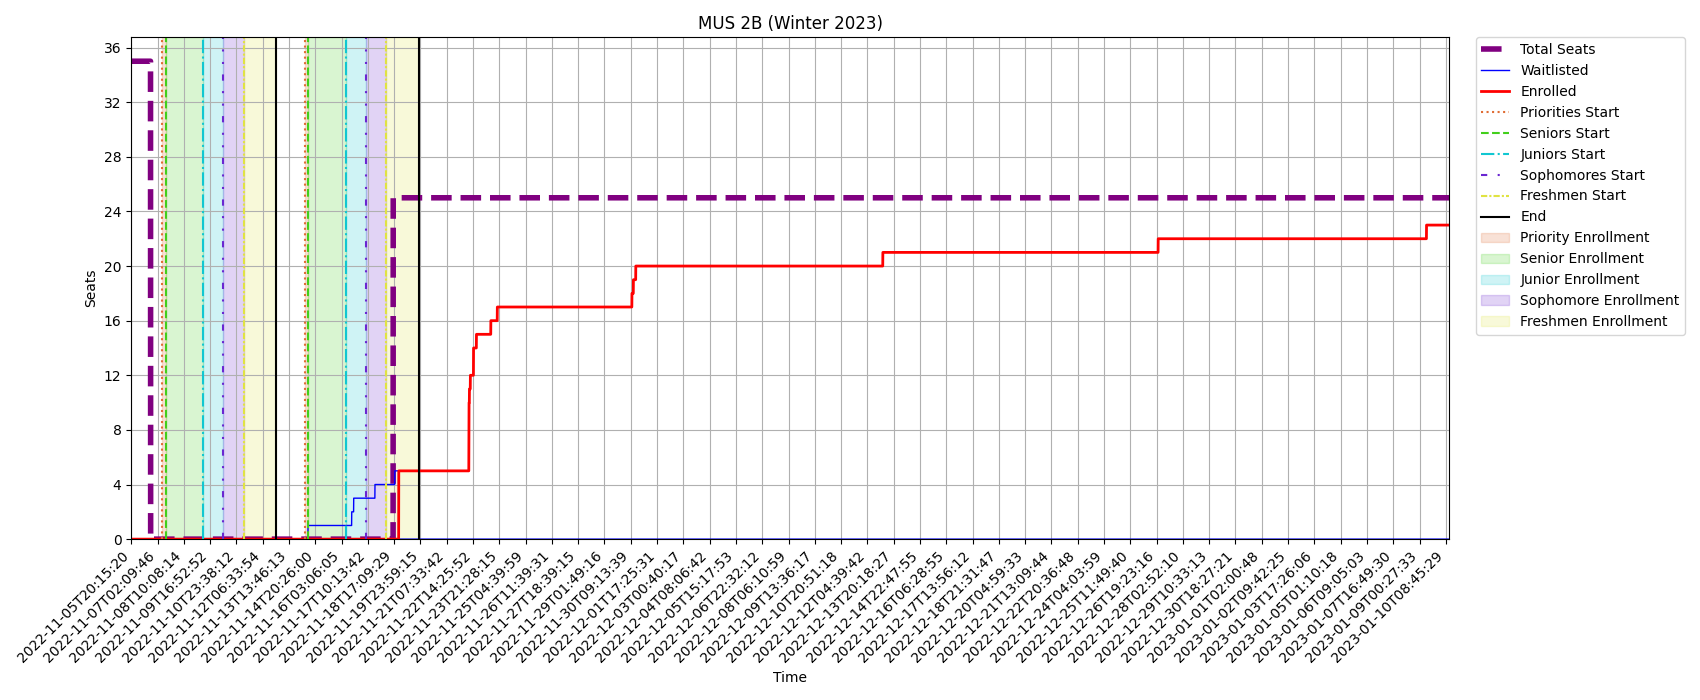 MUS 2B (Winter 2023)
36
32
28
24
20
16
12
8
4
0
Seats
2022-11-05T20:15:20
2022-11-07T02:09:46
2022-11-08T10:08:14
2022-11-09T16:52:52
2022-11-10T23:38:12
2022-11-12T06:33:54
2022-11-13T13:46:13
2022-11-14T20:26:00
2022-11-16T03:06:05
2022-11-17T10:13:42
2022-11-18T17:09:29
2022-11-19T23:59:15
2022-11-21T07:33:42
2022-11-22T14:25:52
2022-11-23T21:28:15
2022-11-25T04:39:59
2022-11-26T11:39:31
2022-11-27T18:39:15
2022-11-29T01:49:16
2022-11-30T09:13:39
2022-12-01T17:25:31
2022-12-03T00:40:17
2022-12-04T08:06:42
2022-12-05T15:17:53
2022-12-06T22:32:12
2022-12-08T06:10:59
2022-12-09T13:36:17
2022-12-10T20:51:18
2022-12-12T04:39:42
2022-12-13T20:18:27
2022-12-14T22:47:55
2022-12-16T06:28:55
2022-12-17T13:56:12
2022-12-18T21:31:47
2022-12-20T04:59:33
2022-12-21T13:09:44
2022-12-22T20:36:48
2022-12-24T04:03:59
2022-12-25T11:49:40
2022-12-26T19:23:16
2022-12-28T02:52:10
2022-12-29T10:33:13
2022-12-30T18:27:21
2023-01-01T02:00:48
2023-01-02T09:42:25
2023-01-03T17:26:06
2023-01-05T01:10:18
2023-01-06T09:05:03
2023-01-07T16:49:30
2023-01-09T00:27:33
2023-01-10T08:45:29
Time
Total Seats
Waitlisted
Enrolled
Priorities Start
Seniors Start
Juniors Start
Sophomores Start
Freshmen Start
End
Priority Enrollment
Senior Enrollment
Junior Enrollment
Sophomore Enrollment
Freshmen Enrollment